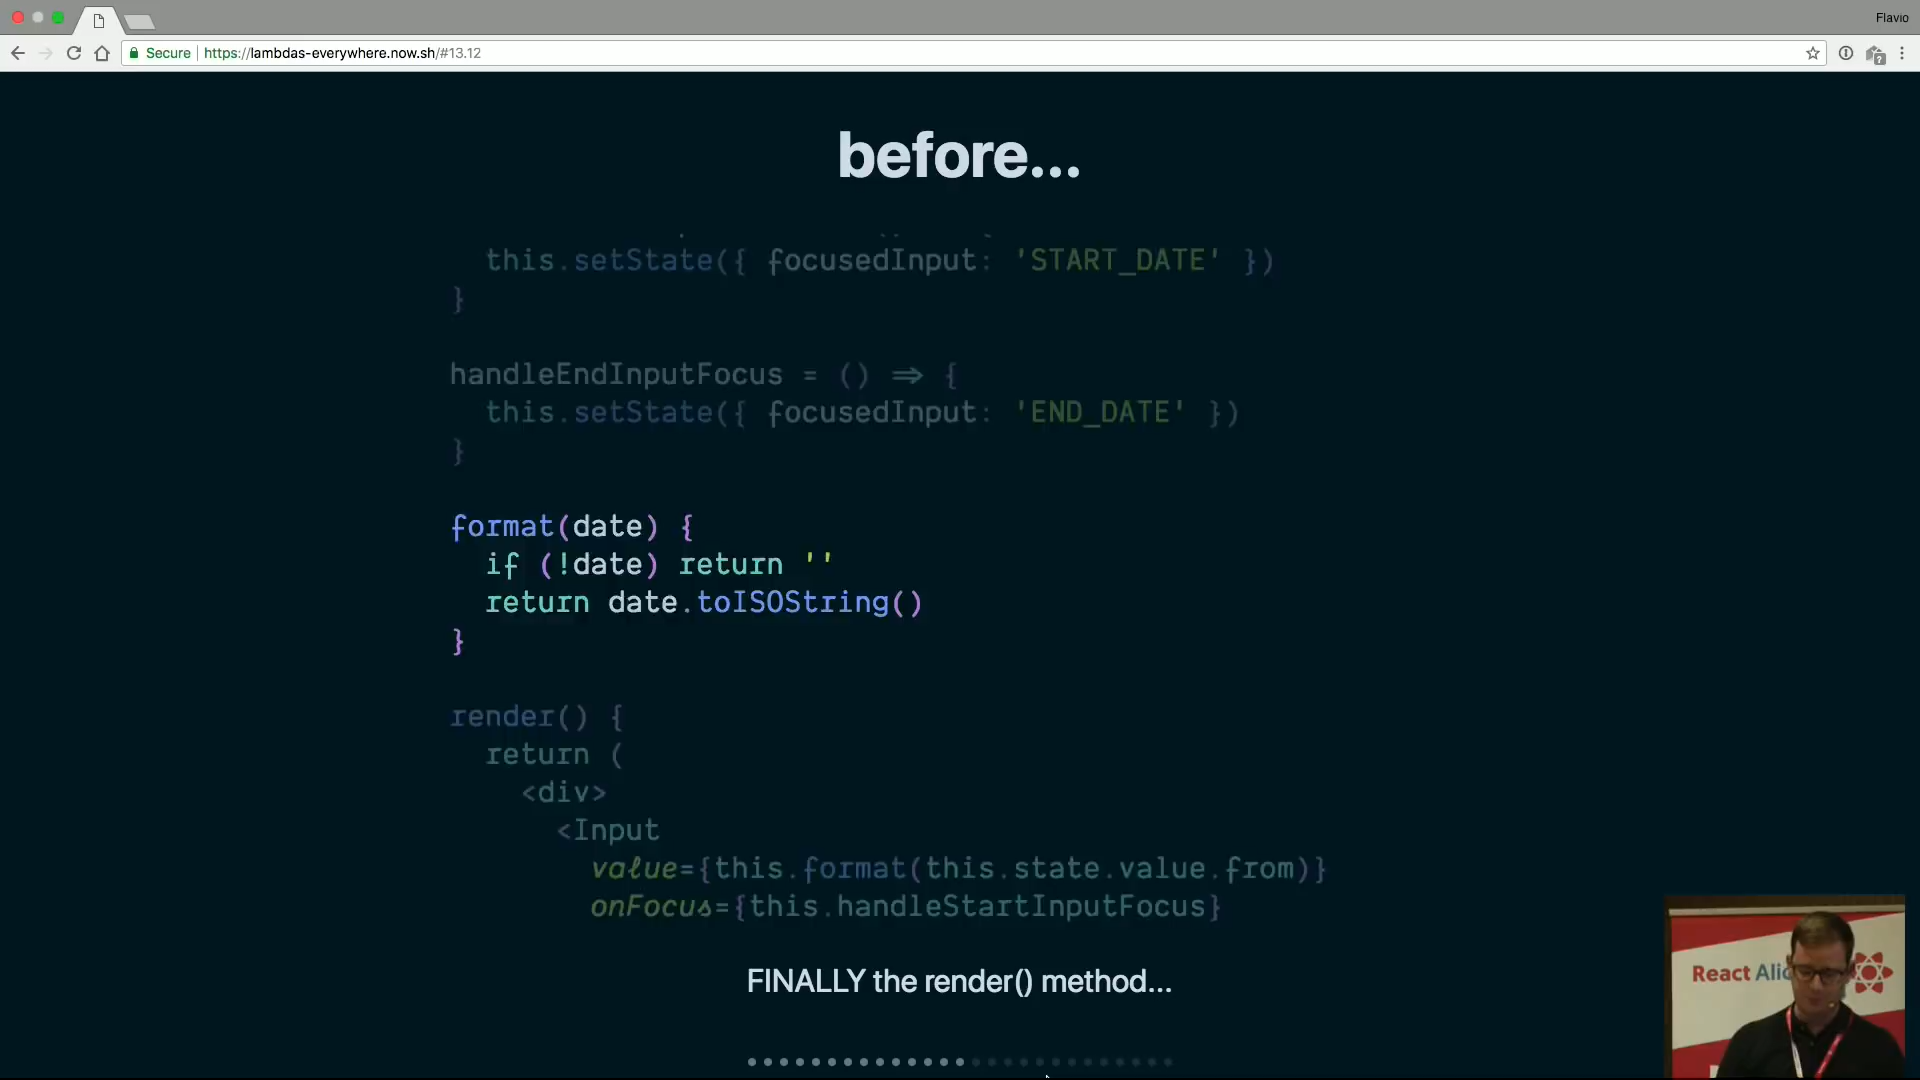 Flavio
Secure https://lambdas-everywhere.now.sh/#13.12
before...
this.setState({ focusedInput: 'START_DATE' })
}
handleEndInputFocus = () => {
this.setState({ focusedInput: 'END_DATE' })
}
format(date) {
if (!date) return ''
return date.toISOString()
}
render() {
return (
<div>
<Input
value={this.format(this.state.value.from)}
onFocus={this.handleStartInputFocus}
FINALLY the render() method...
React Alic